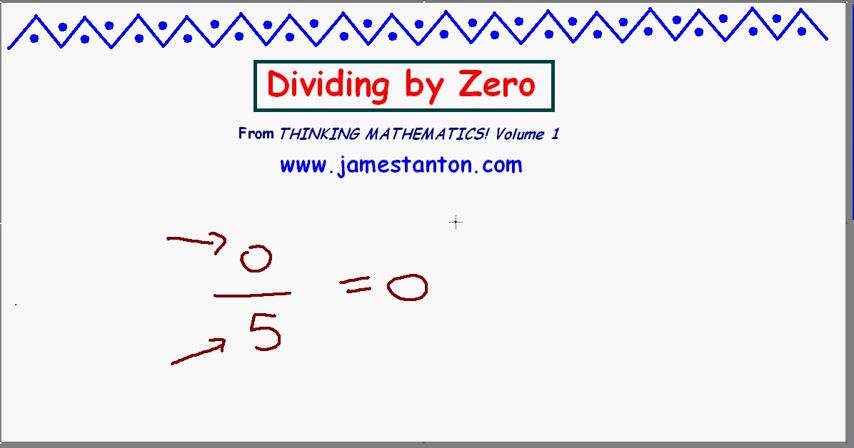 Dividing by Zero
From THINKING MATHEMATICS! Volume 1
www.jamestanton.com
0
5
= 0